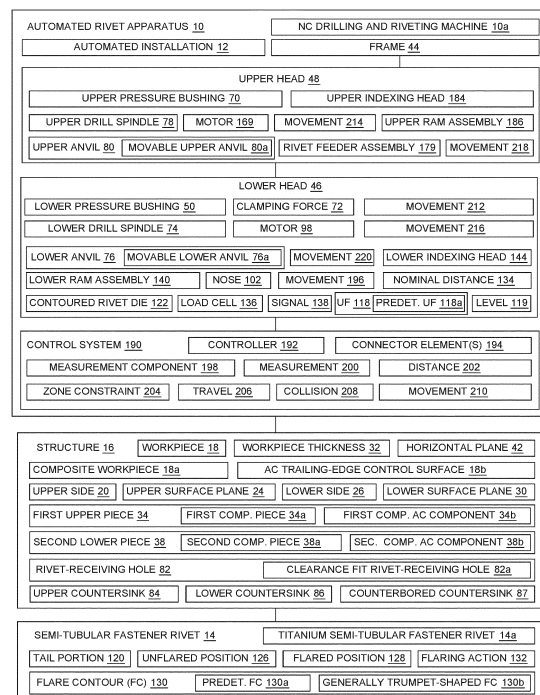 AUTOMATED RIVET APPARATUS 10 NC DRILLING AND RIVETING MACHINE 10a
AUTOMATED INSTALLATION 12 FRAME 44
UPPER HEAD 48
UPPER PRESSURE BUSHING 70 UPPER INDEXING HEAD 184
UPPER DRILL SPINDLE 78 MOTOR 169 MOVEMENT 214 UPPER RAM ASSEMBLY 186
UPPER ANVIL 80 MOVABLE UPPER ANVIL 80a RIVET FEEDER ASSEMBLY 179 MOVEMENT 218
LOWER HEAD 46
LOWER PRESSURE BUSHING 50 CLAMPING FORCE 72 MOVEMENT 212
LOWER DRILL SPINDLE 74 MOTOR 98 MOVEMENT 216
LOWER ANVIL 76 MOVABLE LOWER ANVIL 76a MOVEMENT 220 LOWER INDEXING HEAD 144
LOWER RAM ASSEMBLY 140 NOSE 102 MOVEMENT 196 NOMINAL DISTANCE 134
CONTOURED RIVET DIE 122 LOAD CELL 136 SIGNAL 138 UF 118 PREDET. UF 118a LEVEL 119
CONTROL SYSTEM 190 CONTROLLER 192 CONNECTOR ELEMENT(S) 194
MEASUREMENT COMPONENT 198 MEASUREMENT 200 DISTANCE 202
ZONE CONSTRAINT 204 TRAVEL 206 COLLISION 208 MOVEMENT 210
STRUCTURE 16 WORKPIECE 18 WORKPIECE THICKNESS 32 HORIZONTAL PLANE 42
COMPOSITE WORKPIECE 18a AC TRAILING-EDGE CONTROL SURFACE 18b
UPPER SIDE 20 UPPER SURFACE PLANE 24 LOWER SIDE 26 LOWER SURFACE PLANE 30
FIRST UPPER PIECE 34 FIRST COMP. PIECE 34a FIRST COMP. AC COMPONENT 34b
SECOND LOWER PIECE 38 SECOND COMP. PIECE 38a SEC. COMP. AC COMPONENT 38b
RIVET-RECEIVING HOLE 82 CLEARANCE FIT RIVET-RECEIVING HOLE 82a
UPPER COUNTERSINK 84 LOWER COUNTERSINK 86 COUNTERBORED COUNTERSINK 87
SEMI-TUBULAR FASTENER RIVET 14 TITANIUM SEMI-TUBULAR FASTENER RIVET 14a
TAIL PORTION 120 UNFLARED POSITION 126 FLARED POSITION 128 FLARING ACTION 132
FLARE CONTOUR (FC) 130 PREDET. FC 130a GENERALLY TRUMPET-SHAPED FC 130b